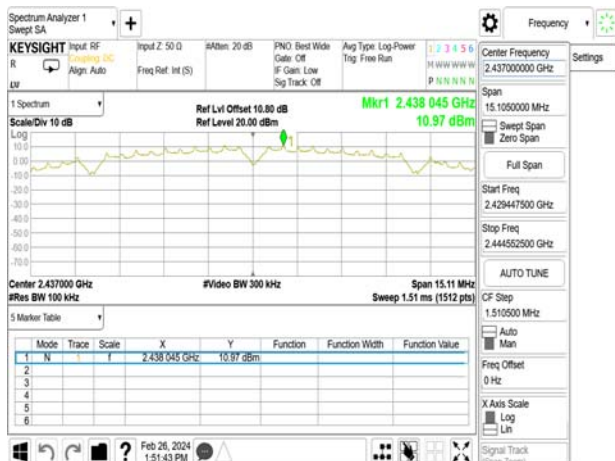 Spectrum Analyzer 1
Swept SA
+
Frequency
KEYSIGHT
Input: RF
Coupling: DC
Align: Auto
Input Z: 50 Ω
Freq Ref: Int (S)
#Atten: 20 dB
PNO: Best Wide
Gate: Off
IF Gain: Low
Sig Track: Off
Avg Type: Log-Power
Trig: Free Run
1 2 3 4 5 6
M W W W W W
P N N N N N
R
LV
1 Spectrum
Scale/Div 10 dB
Ref Lvl Offset 10.80 dB
Ref Level 20.00 dBm
Mkr1 2.438 045 GHz
10.97 dBm
Log
10.0
0.00
-10.0
-20.0
-30.0
-40.0
-50.0
-60.0
-70.0
1
Center 2.437000 GHz
#Res BW 100 kHz
#Video BW 300 kHz
Span 15.11 MHz
Sweep 1.51 ms (1512 pts)
5 Marker Table
Mode Trace Scale X Y Function Function Width Function Value
1 N 1 f 2.438 045 GHz 10.97 dBm
2
3
4
5
6
Feb 26, 2024
1:51:43 PM
Center Frequency
2.437000000 GHz
Settings
Span
15.1050000 MHz
Swept Span
Zero Span
Full Span
Start Freq
2.429447500 GHz
Stop Freq
2.444552500 GHz
AUTO TUNE
CF Step
1.510500 MHz
Auto
Man
Freq Offset
0 Hz
X Axis Scale
Log
Lin
Signal Track